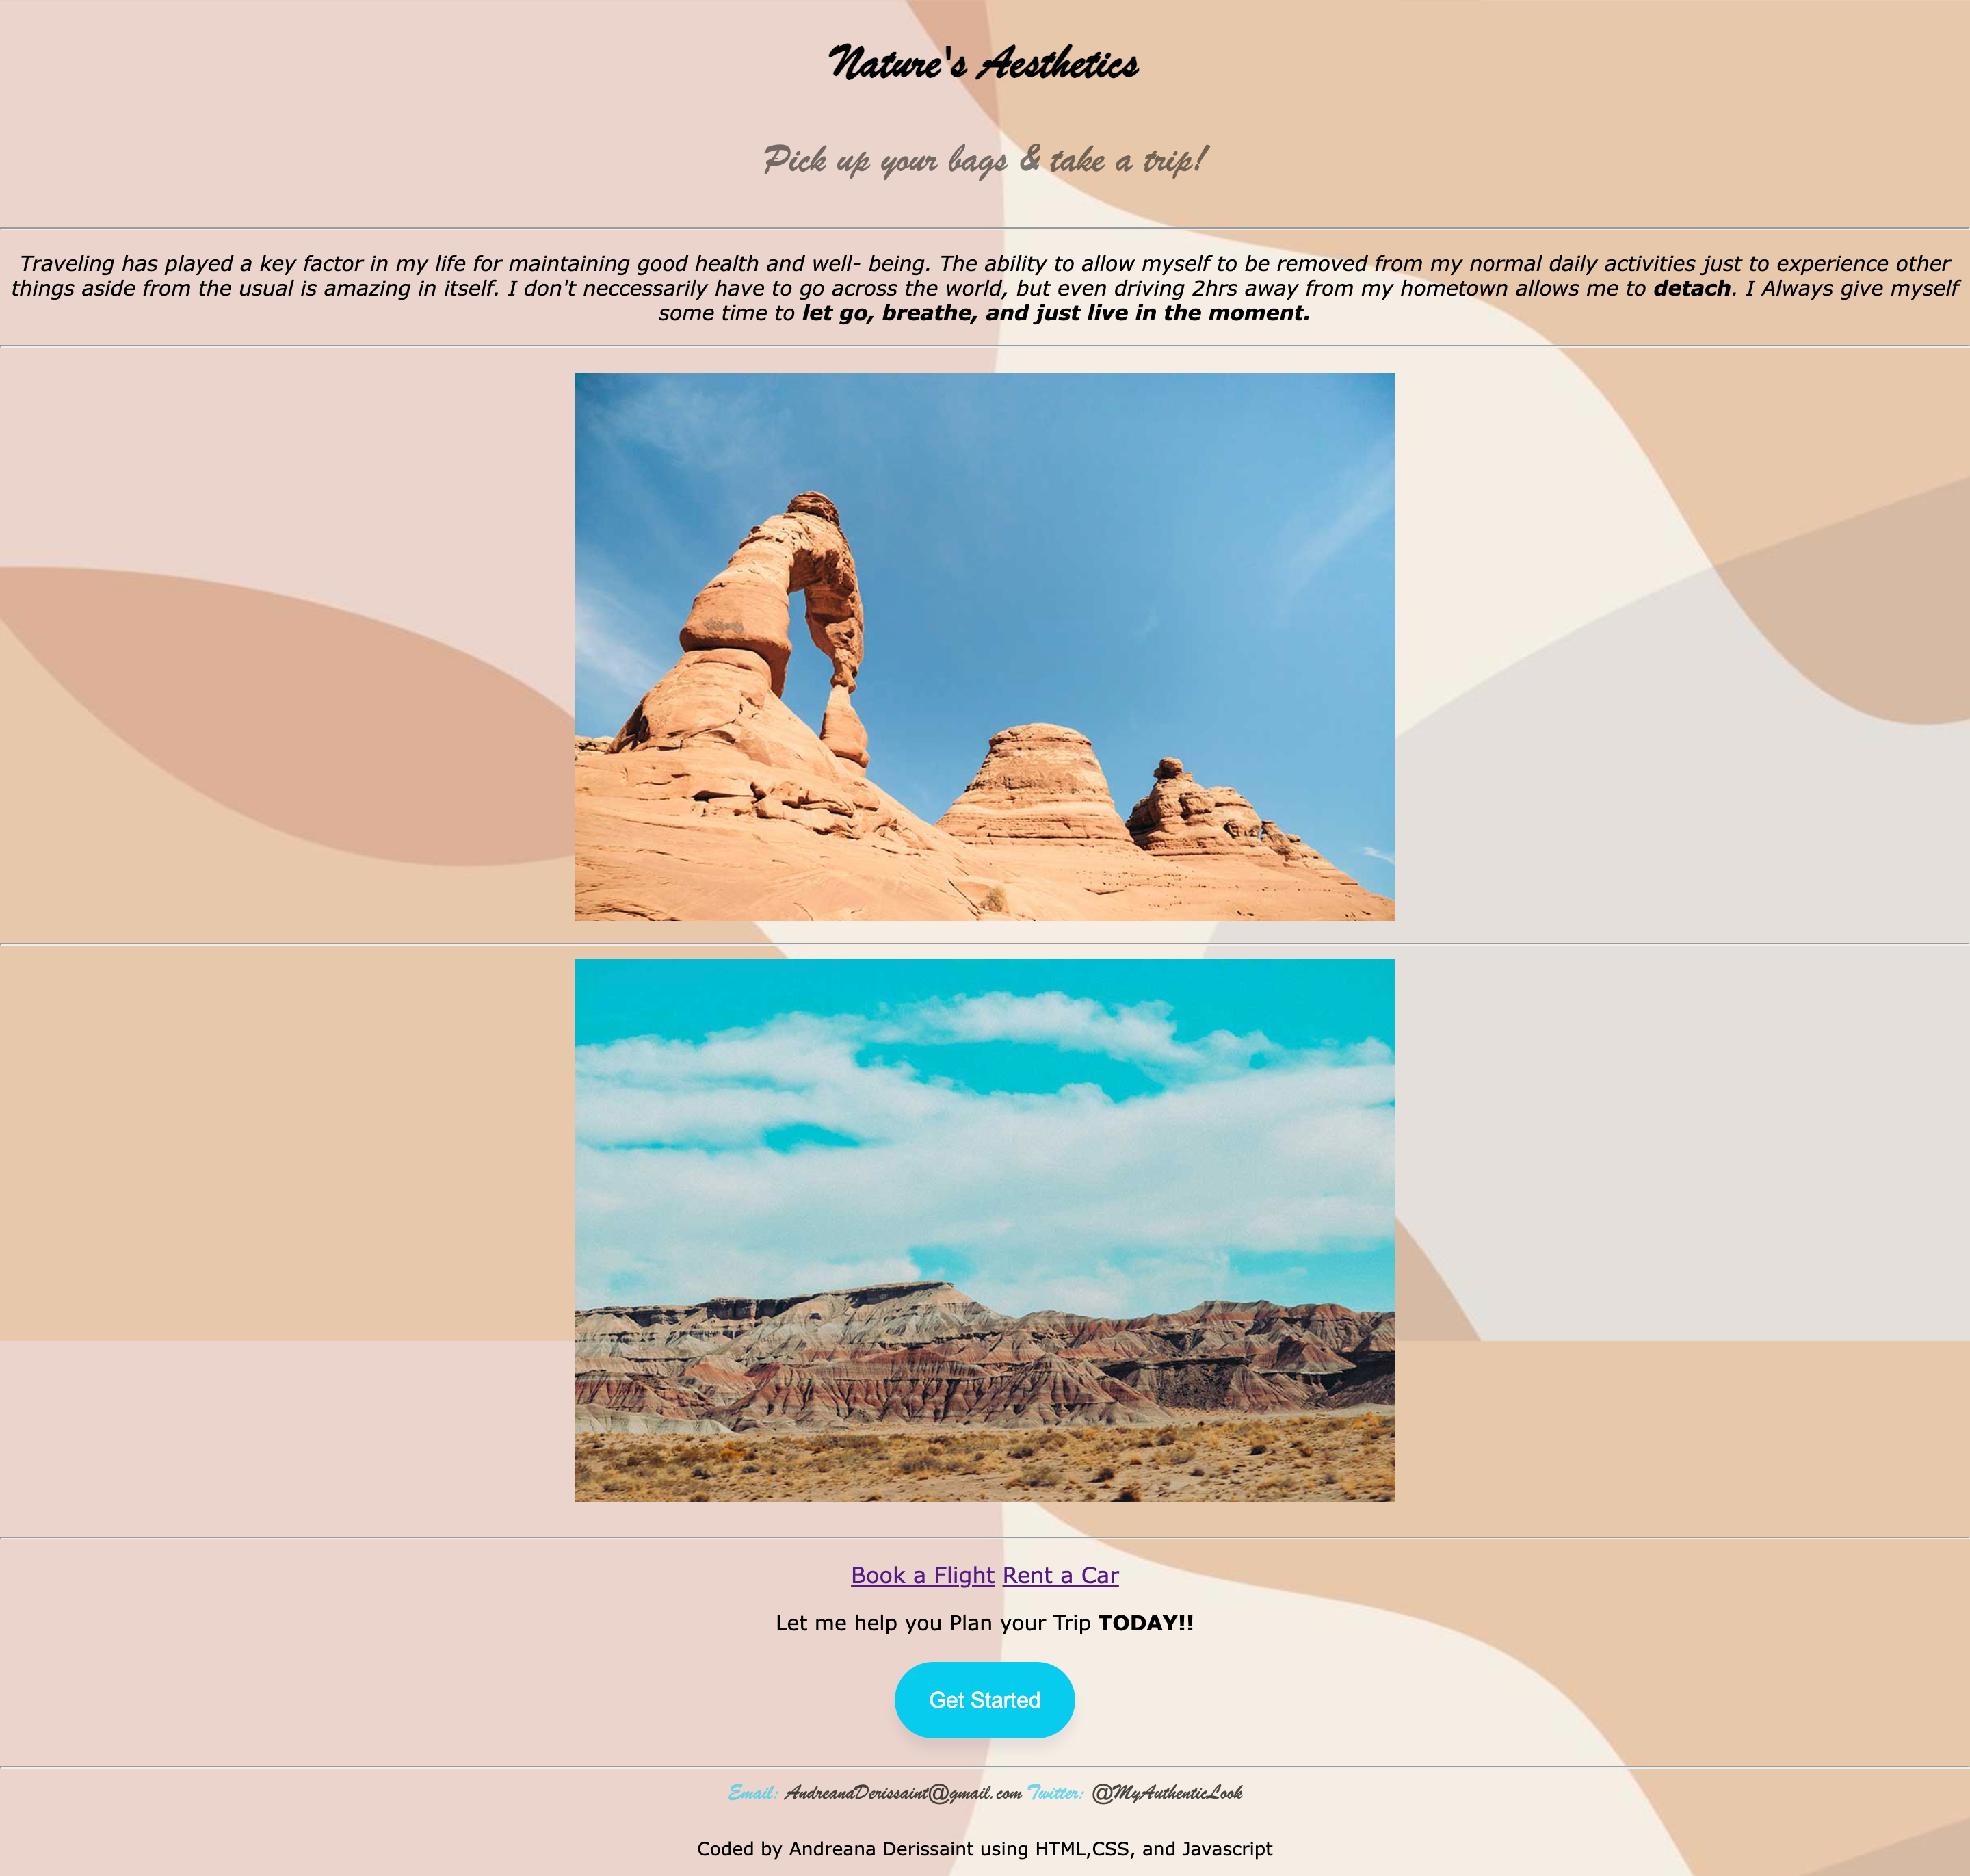 Nature's Aesthetics
Pick up your bags & take a trip!
Traveling has played a key factor in my life for maintaining good health and well- being. The ability to allow myself to be removed from my normal daily activities just to experience other
things aside from the usual is amazing in itself. I don't neccessarily have to go across the world, but even driving 2hrs away from my hometown allows me to detach. I Always give myself
some time to let go, breathe, and just live in the moment.
Book a Flight Rent a Car
Let me help you Plan your Trip TODAY!!
Get Started
Email: AndreanaDerissaint@gmail.com Twitter: @MyAuthenticLook
Coded by Andreana Derissaint using HTML,CSS, and Javascript